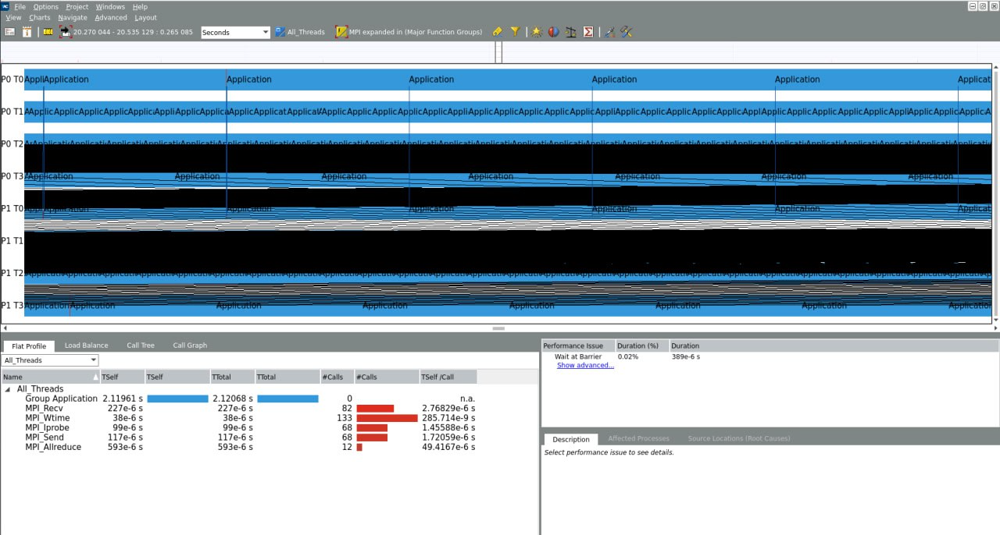 File Options Project Windows Help
View Charts Navigate Advanced Layout
20.270 044 - 20.535 129 : 0.265 085 Seconds All_Threads MPI expanded in (Major Function Groups)
P0 T0 Appli Application Application Application Application Application Applicat
P0 T1
P0 T2
P0 T3 Application Application Application Application Application Application Application
P1 T0 Application Application Application Application Application Applicat
P1 T1
P1 T2
P1 T3 Application Application Application Application Application Application Application Application
Flat Profile Load Balance Call Tree Call Graph
All_Threads
Name TSelf TSelf TTotal TTotal #Calls #Calls TSelf /Call
All_Threads
Group Application 2.11961 s 2.12068 s 0 n.a.
MPI_Recv 227e-6 s 227e-6 s 82 2.76829e-6 s
MPI_Wtime 38e-6 s 38e-6 s 133 285.714e-9 s
MPI_Iprobe 99e-6 s 99e-6 s 68 1.45588e-6 s
MPI_Send 117e-6 s 117e-6 s 68 1.72059e-6 s
MPI_Allreduce 593e-6 s 593e-6 s 12 49.4167e-6 s
Performance Issue Duration (%) Duration
Wait at Barrier 0.02% 389e-6 s
Show advanced...
Description Affected Processes Source Locations (Root Causes)
Select performance issue to see details.